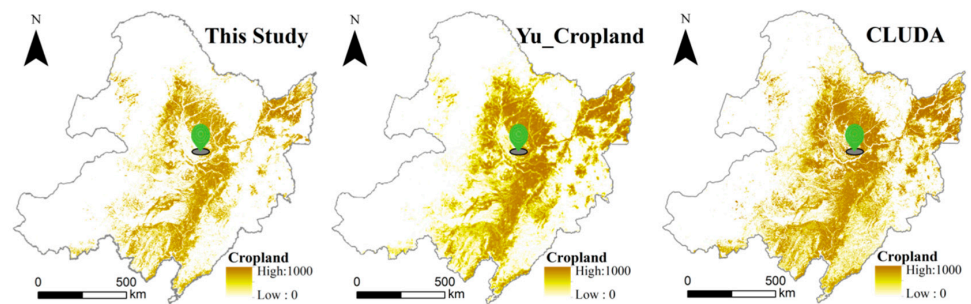 N
This Study
Cropland
High:1000
Low : 0
0
500
km
N
Yu_Cropland
Cropland
High:1000
Low : 0
0
500
km
N
CLUDA
Cropland
High:1000
Low : 0
0
500
km